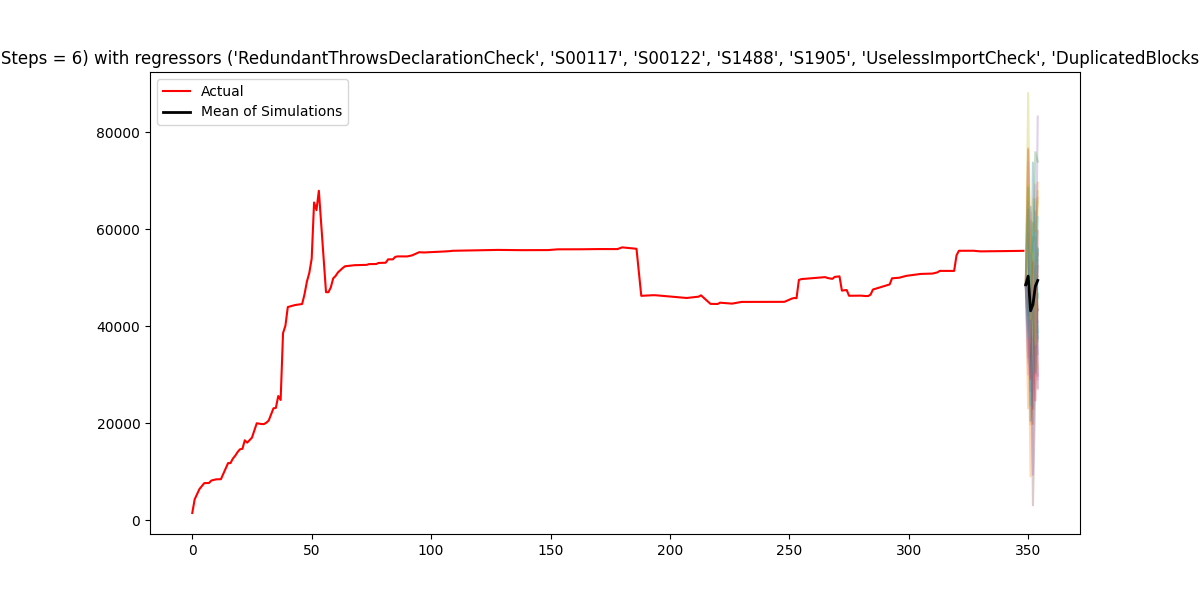 Steps = 6) with regressors ('RedundantThrowsDeclarationCheck', 'S00117', 'S00122', 'S1488', 'S1905', 'UselessImportCheck', 'DuplicatedBlocks
Actual
Mean of Simulations
80000
60000
40000
20000
0
0 50 100 150 200 250 300 350